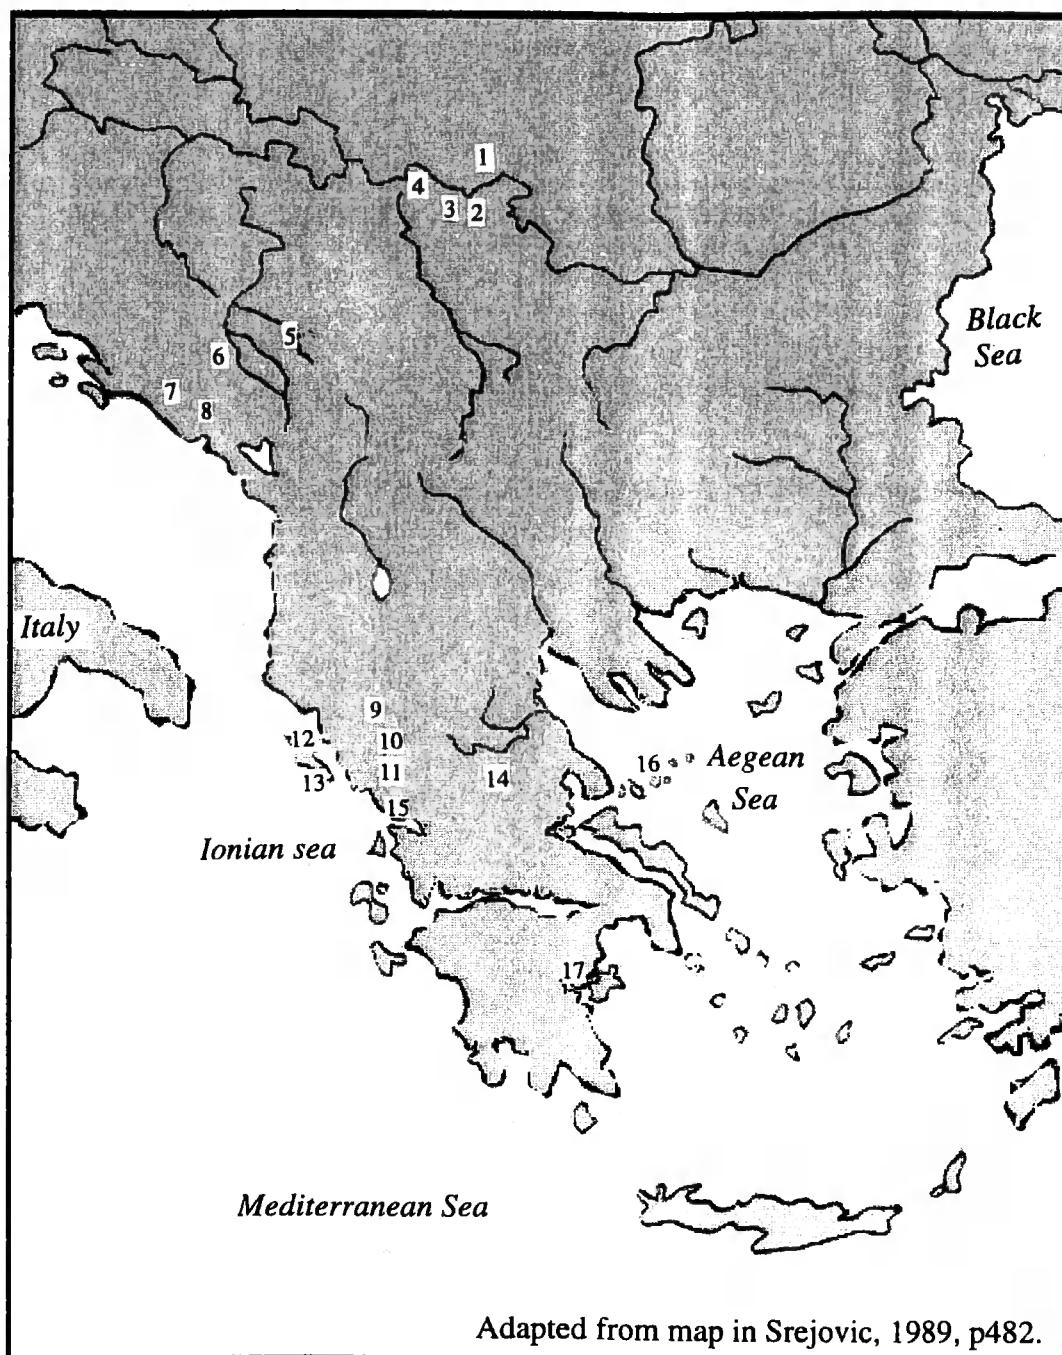 1
4
3
2
Black
Sea
5
6
7
8
Italy
9
12
10
16
Aegean
Sea
13
11
14
15
Ionian sea
17
Mediterranean Sea
Adapted from map in Srejovic, 1989, p482.